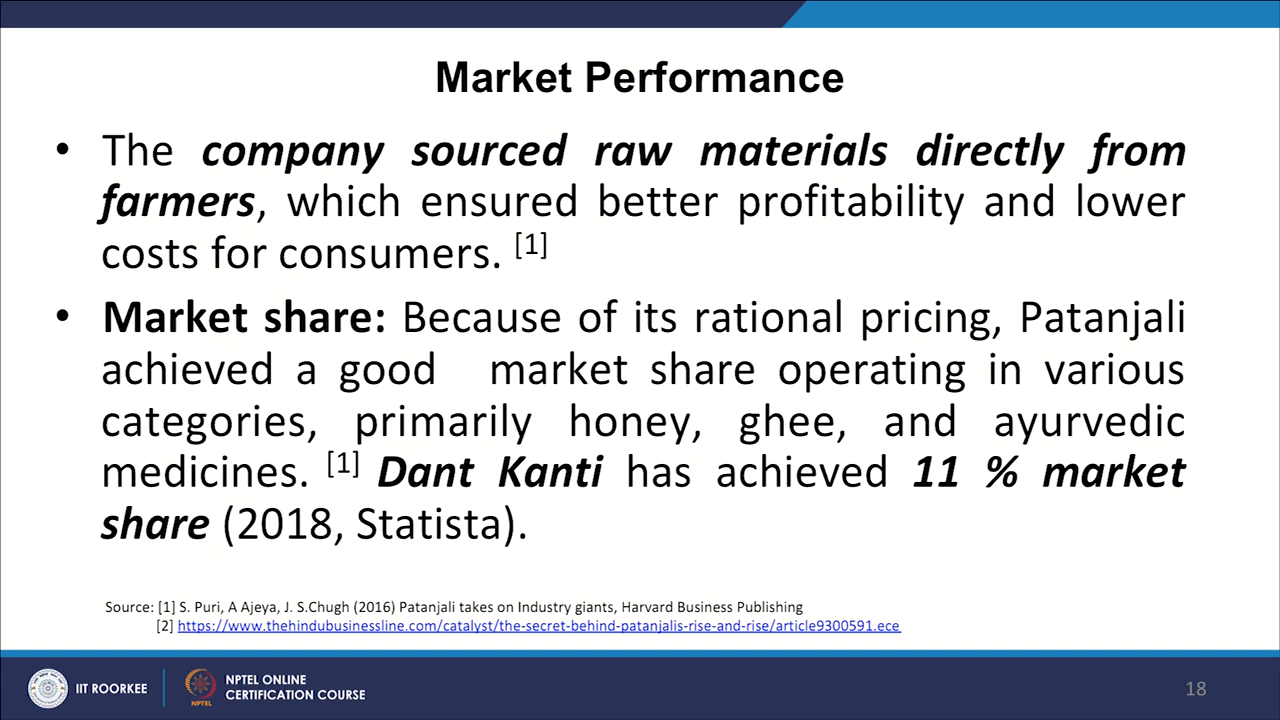 Market Performance
• The company sourced raw materials directly from
farmers, which ensured better profitability and lower
costs for consumers. [1]
• Market share: Because of its rational pricing, Patanjali
achieved a good market share operating in various
categories, primarily honey, ghee, and ayurvedic
medicines. [1] Dant Kanti has achieved 11 % market
share (2018, Statista).
Source: [1] S. Puri, A Ajeya, J. S.Chugh (2016) Patanjali takes on Industry giants, Harvard Business Publishing
[2] https://www.thehindubusinessline.com/catalyst/the-secret-behind-patanjalis-rise-and-rise/article9300591.ece
IIT ROORKEE
NPTEL
NPTEL ONLINE
CERTIFICATION COURSE
18